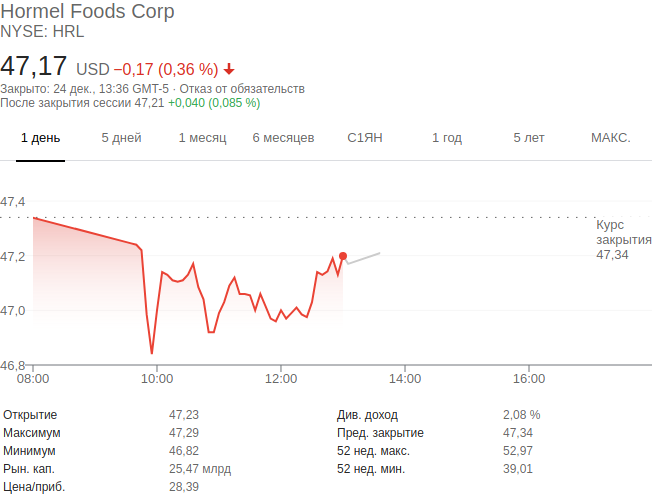 Hormel Foods Corp
NYSE: HRL
47,17 USD −0,17 (0,36 %)
Закрыто: 24 дек., 13:36 GMT-5 · Отказ от обязательств
После закрытия сессии 47,21 +0,040 (0,085 %)
1 день 5 дней 1 месяц 6 месяцев С1ЯН 1 год 5 лет МАКС.
47,4
Курс
закрытия
47,34
47,2
47,0
46,8
08:00 10:00 12:00 14:00 16:00
Открытие 47,23 Див. доход 2,08 %
Максимум 47,29 Пред. закрытие 47,34
Минимум 46,82 52 нед. макс. 52,97
Рын. кап. 25,47 млрд 52 нед. мин. 39,01
Цена/приб. 28,39